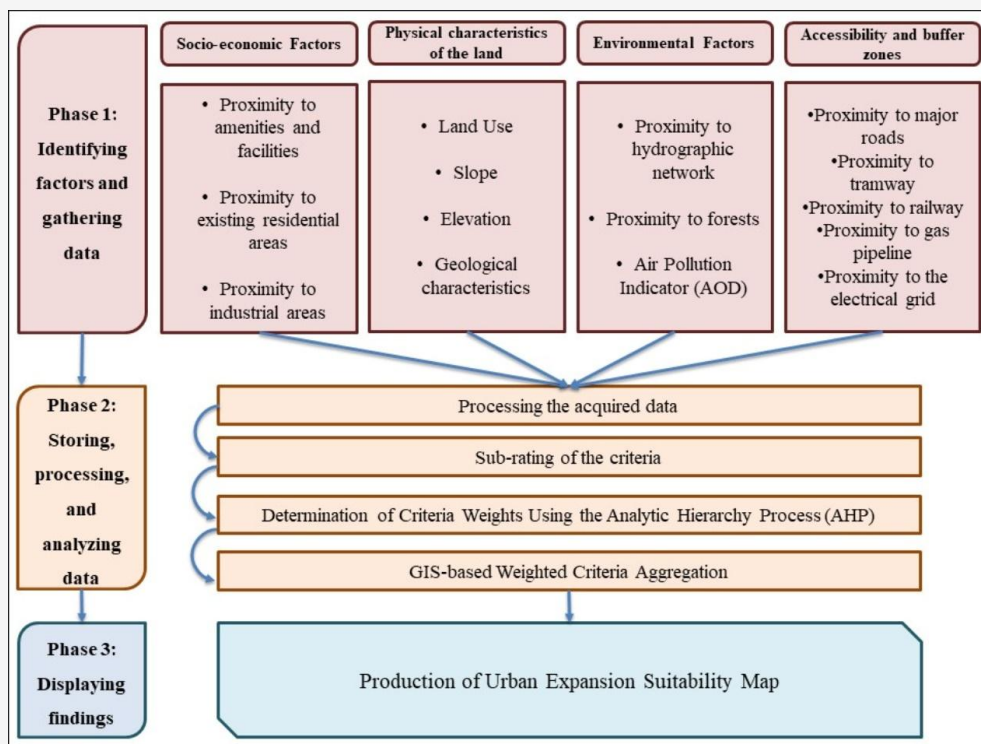 Phase 1:
Identifying
factors and
gathering
data
Socio-economic Factors
• Proximity to
amenities and
facilities
• Proximity to
existing residential
areas
• Proximity to
industrial areas
Physical characteristics
of the land
• Land Use
• Slope
• Elevation
• Geological
characteristics
Environmental Factors
• Proximity to
hydrographic
network
• Proximity to forests
• Air Pollution
Indicator (AOD)
Accessibility and buffer
zones
•Proximity to major
roads
•Proximity to
tramway
•Proximity to railway
•Proximity to gas
pipeline
•Proximity to the
electrical grid
Phase 2:
Storing,
processing,
and
analyzing
data
Processing the acquired data
Sub-rating of the criteria
Determination of Criteria Weights Using the Analytic Hierarchy Process (AHP)
GIS-based Weighted Criteria Aggregation
Phase 3:
Displaying
findings
Production of Urban Expansion Suitability Map